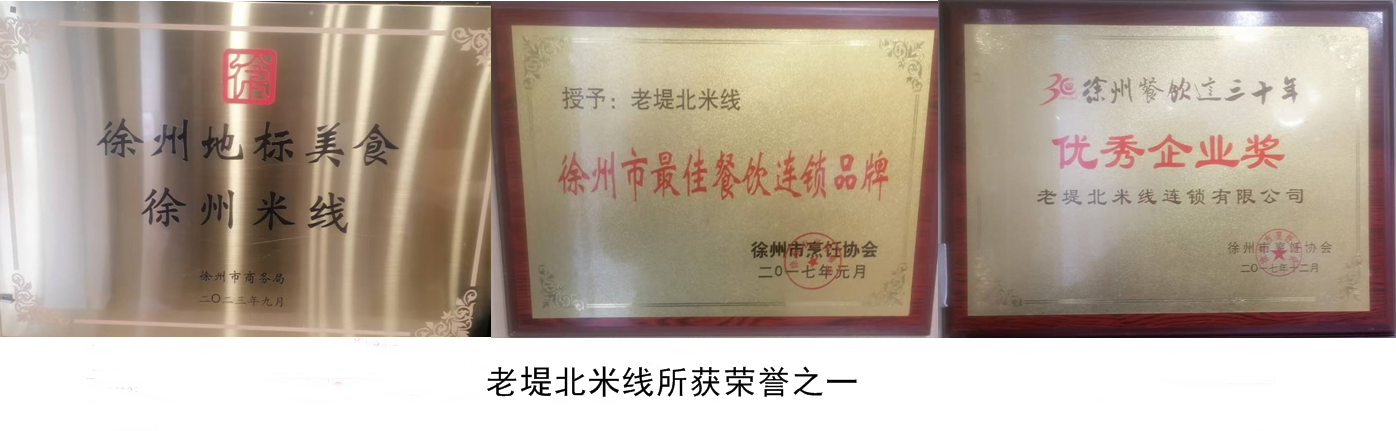 徐
徐州地标美食
徐州米线
徐州市商务局
二〇二三年九月
授予：老堤北米线
徐州市最佳餐饮连锁品牌
徐州市烹饪协会
二〇一七年元月
30 徐州餐饮这三十年
优秀企业奖
老堤北米线连锁有限公司
徐州市烹饪协会
二〇一七年十二月
老堤北米线所获荣誉之一